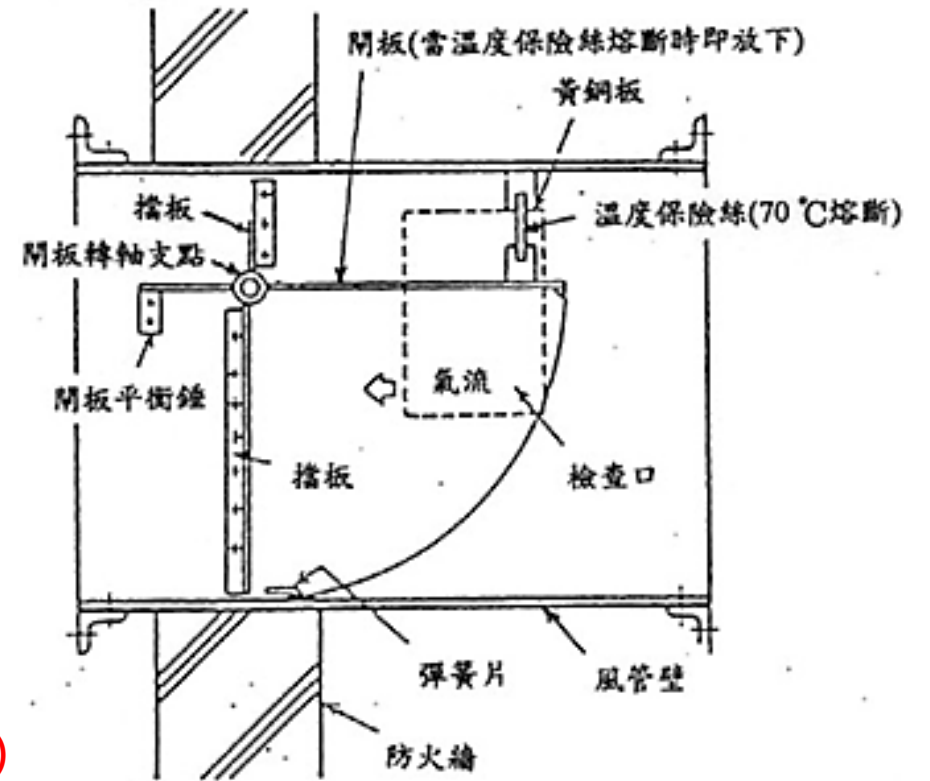 閘板(當溫度保險絲熔斷時即放下)
黃銅板
擋板
溫度保險絲(70℃熔斷)
閘板轉軸支點
閘板平衡錘
氣流
擋板
檢查口
彈簧片
風管壁
防火牆
)